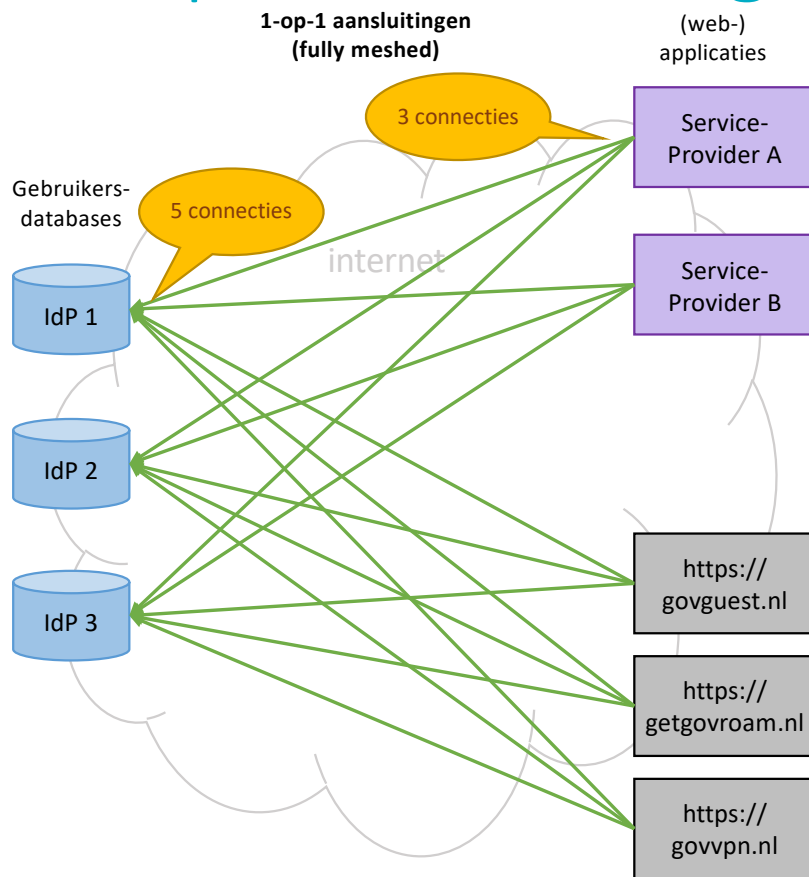 1-op-1 aansluitingen
(fully meshed)
(web-)
applicaties
3 connecties
Service-
Provider A
Gebruikers-
databases
5 connecties
internet
Service-
Provider B
IdP 1
IdP 2
https://
govguest.nl
IdP 3
https://
getgovroam.nl
https://
govvpn.nl